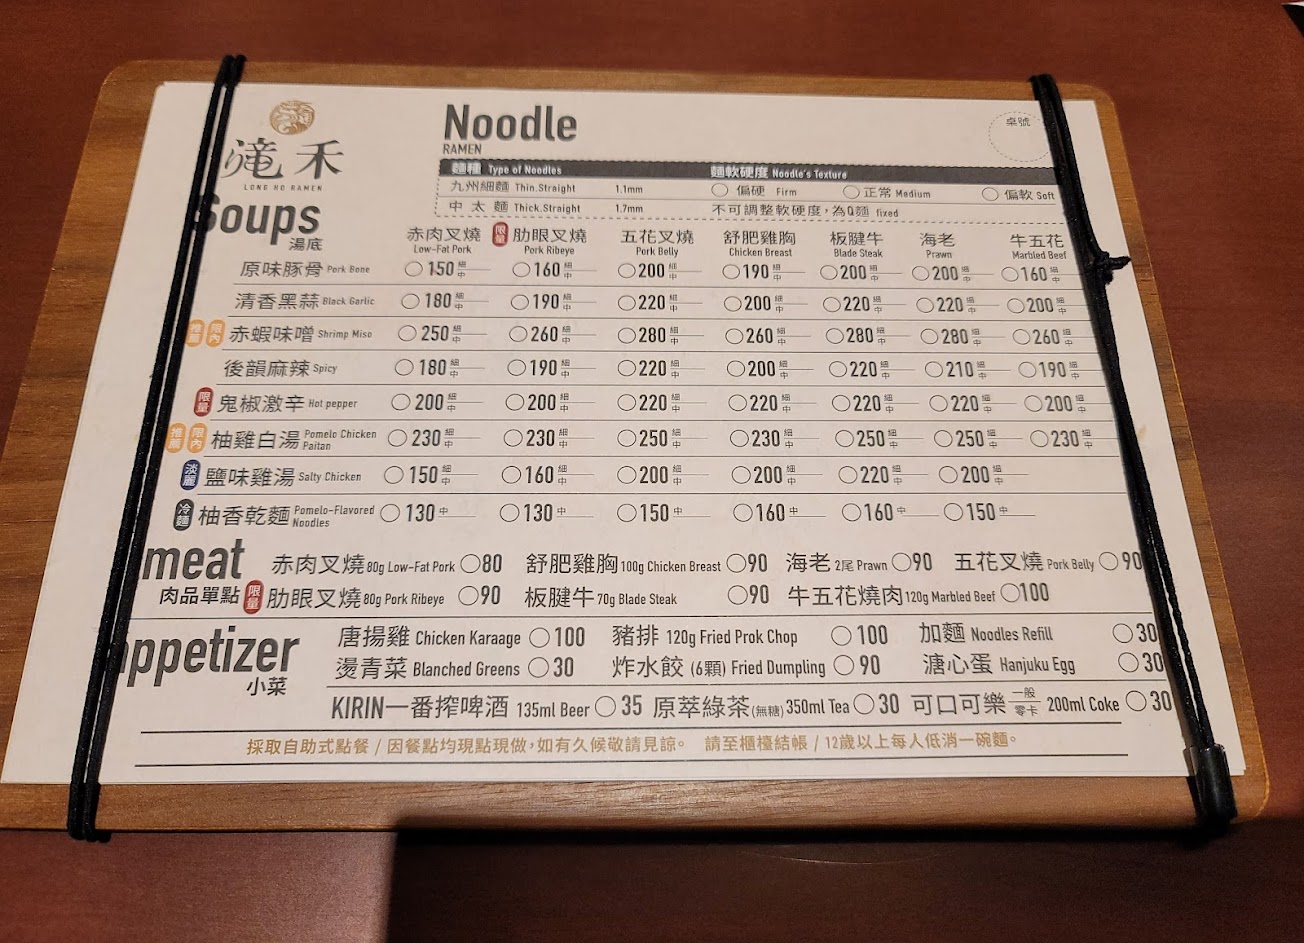 滝禾
LONG HO RAMEN
Noodle
RAMEN
桌號
麵種 Type of Noodles 麵軟硬度 Noodle's Texture
九州細麵 Thin.Straight 1.1mm 偏硬 Firm 正常 Medium 偏軟 Soft
中太麵 Thick.Straight 1.7mm 不可調整軟硬度,為Q麵 fixed
Soups
湯底
赤肉叉燒 限量 肋眼叉燒 五花叉燒 舒肥雞胸 板腱牛 海老 牛五花
Low-Fat Pork Pork Ribeye Pork Belly Chicken Breast Blade Steak Prawn Marbled Beef
原味豚骨 Pork Bone 150 細中 160 細中 200 細中 190 細中 200 細中 200 細中 160 細中
清香黑蒜 Black Garlic 180 細中 190 細中 220 細中 200 細中 220 細中 220 細中 200 細中
推薦 限內 赤蝦味噌 Shrimp Miso 250 細中 260 細中 280 細中 260 細中 280 細中 280 細中 260 細中
後韻麻辣 Spicy 180 細中 190 細中 220 細中 200 細中 220 細中 210 細中 190 細中
限量 鬼椒激辛 Hot pepper 200 細中 200 細中 220 細中 220 細中 220 細中 220 細中 200 細中
推薦 限內 柚雞白湯 Pomelo Chicken Paitan 230 細中 230 細中 250 細中 230 細中 250 細中 250 細中 230 細中
淡麗 鹽味雞湯 Salty Chicken 150 細中 160 細中 200 細中 200 細中 220 細中 200 細中
冷麵 柚香乾麵 Pomelo-Flavored Noodles 130 中 130 中 150 中 160 中 160 中 150 中
meat
肉品單點
赤肉叉燒 80g Low-Fat Pork 80 舒肥雞胸 100g Chicken Breast 90 海老 2尾 Prawn 90 五花叉燒 Pork Belly 90
限量 肋眼叉燒 80g Pork Ribeye 90 板腱牛 70g Blade Steak 90 牛五花燒肉 120g Marbled Beef 100
appetizer
小菜
唐揚雞 Chicken Karaage 100 豬排 120g Fried Prok Chop 100 加麵 Noodles Refill 30
燙青菜 Blanched Greens 30 炸水餃 (6顆) Fried Dumpling 90 溏心蛋 Hanjuku Egg 30
KIRIN一番搾啤酒 135ml Beer 35 原萃綠茶(無糖) 350ml Tea 30 可口可樂 一般 零卡 200ml Coke 30
採取自助式點餐 / 因餐點均現點現做,如有久候敬請見諒。 請至櫃檯結帳 / 12歲以上每人低消一碗麵。